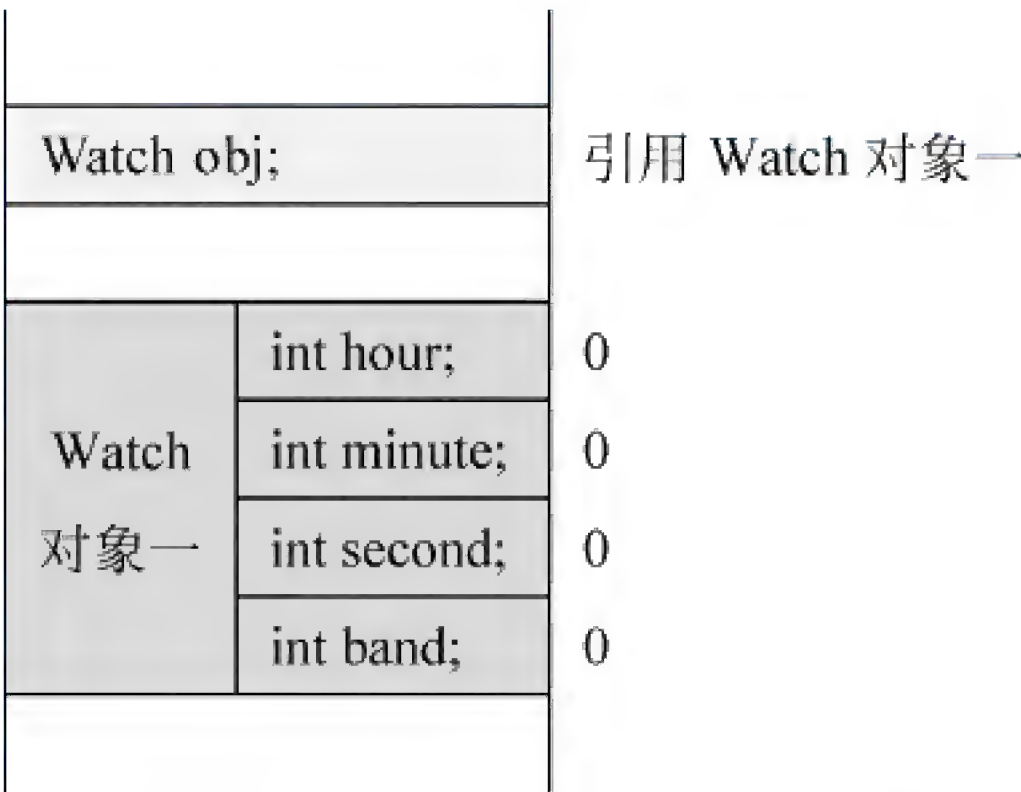 Watch obj; 引用 Watch 对象一
int hour; 0
Watch
对象一
int minute; 0
int second; 0
int band; 0